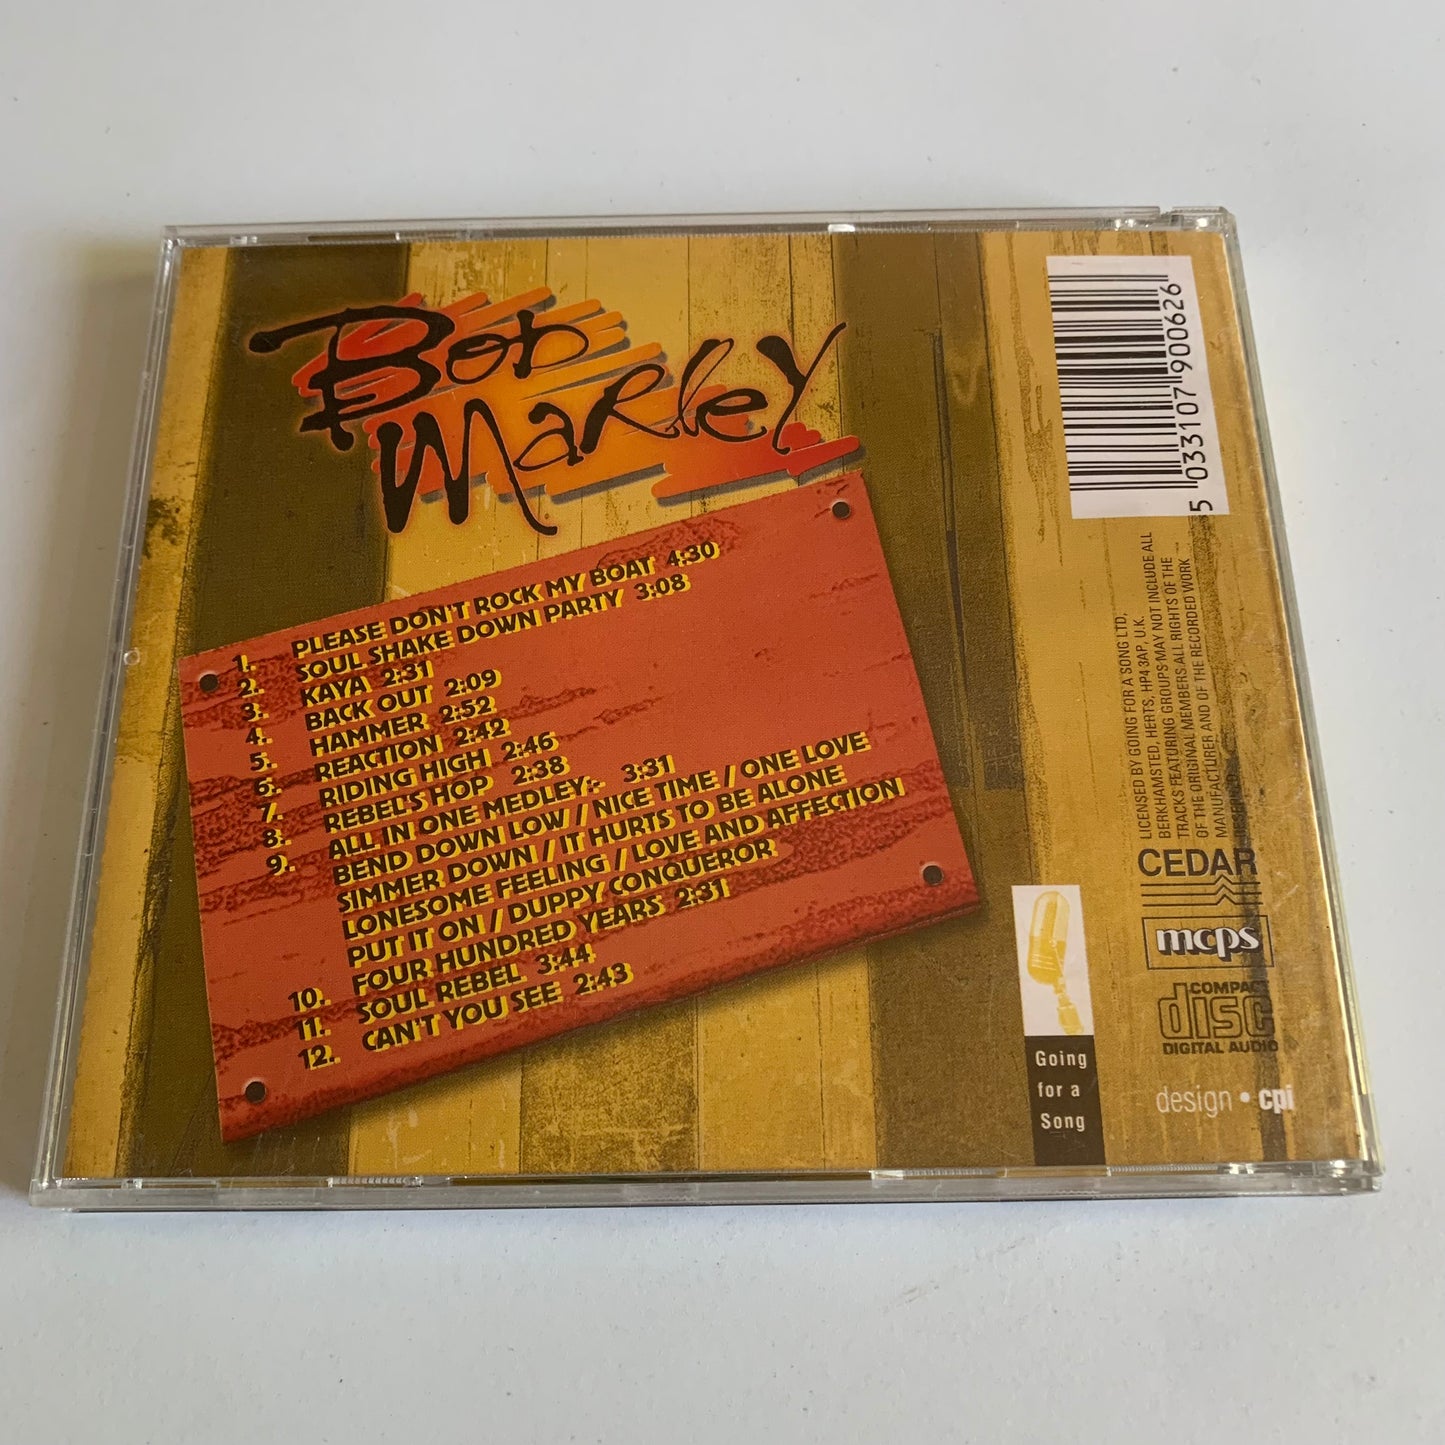 Bob
Marley
1. PLEASE DON'T ROCK MY BOAT 4:30
2. SOUL SHAKE DOWN PARTY 3:08
3. KAYA 2:31
4. BACK OUT 2:09
5. HAMMER 2:52
6. REACTION 2:42
7. RIDING HIGH 2:46
8. REBEL'S HOP 2:38
9. ALL IN ONE MEDLEY:- 3:31
BEND DOWN LOW / NICE TIME / ONE LOVE
SIMMER DOWN / IT HURTS TO BE ALONE
LONESOME FEELING / LOVE AND AFFECTION
PUT IT ON / DUPPY CONQUEROR
10. FOUR HUNDRED YEARS 2:31
11. SOUL REBEL 3:44
12. CAN'T YOU SEE 2:43
5 033107 900626
LICENSED BY GOING FOR A SONG LTD,
BERKHAMSTED, HERTS, HP4 3AP, U.K.
TRACKS FEATURING GROUPS MAY NOT INCLUDE ALL
OF THE ORIGINAL MEMBERS.ALL RIGHTS OF THE
MANUFACTURER AND OF THE RECORDED WORK
CEDAR
mcps
COMPACT
disc
DIGITAL AUDIO
Going
for a
Song
design • cpi